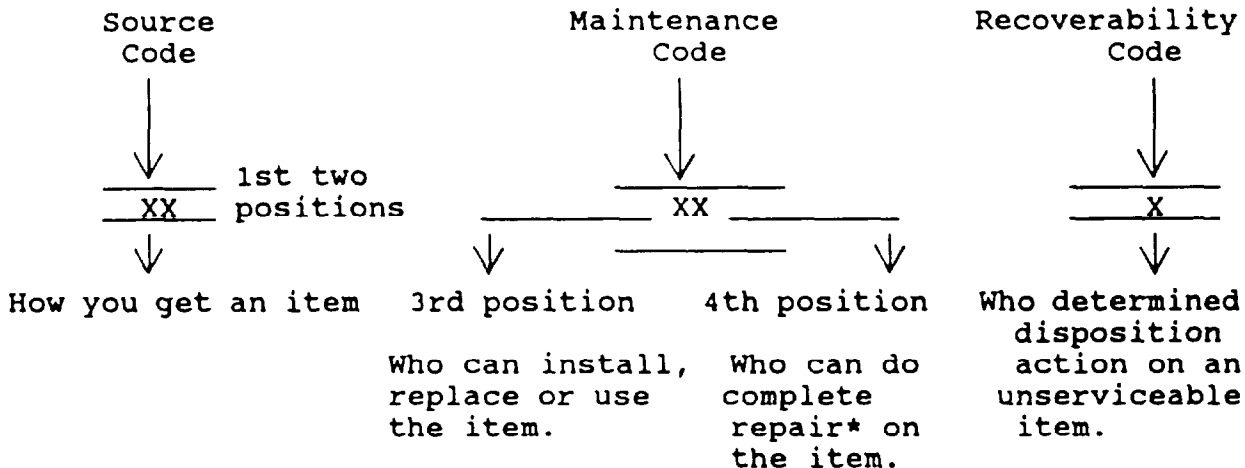 Source Code
Maintenance Code
Recoverability Code
XX
1st two positions
XX
X
How you get an item
3rd position
Who can install,
replace or use
the item.
4th position
Who can do
complete
repair* on
the item.
Who determined
disposition
action on an
unserviceable
item.